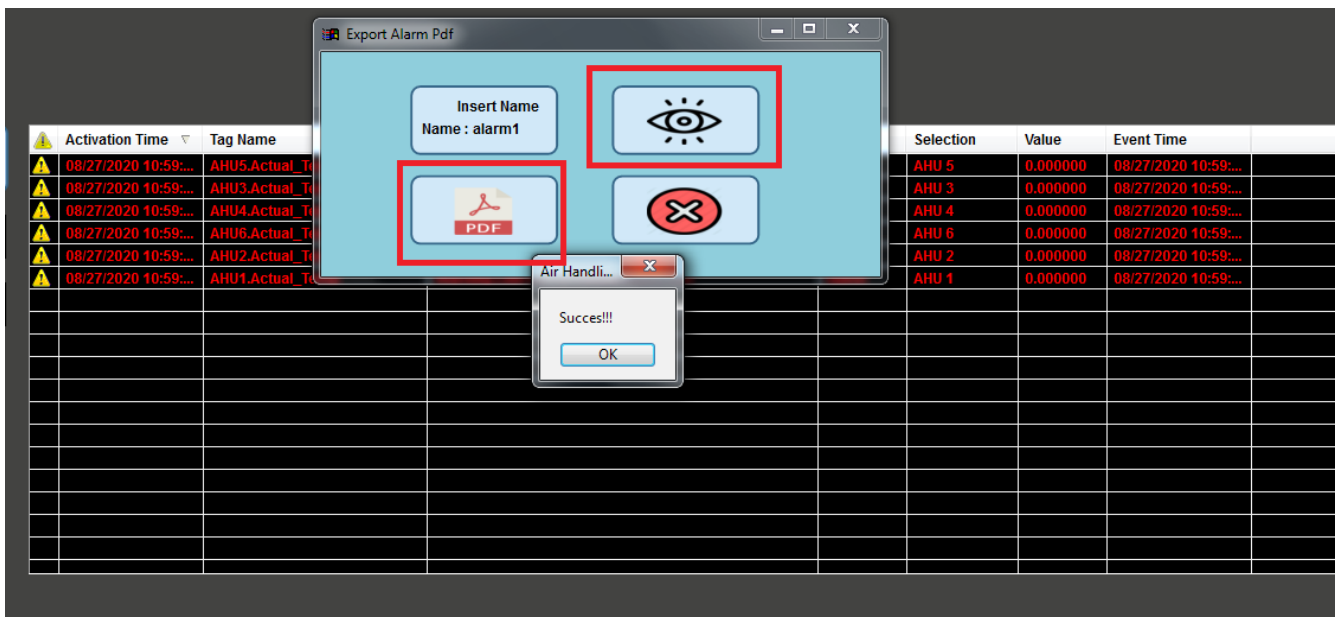 Export Alarm Pdf
Insert Name
Name : alarm1
PDF
Activation Time Tag Name Selection Value Event Time
08/27/2020 10:59:... AHU5.Actual_T AHU 5 0.000000 08/27/2020 10:59:...
08/27/2020 10:59:... AHU3.Actual_T AHU 3 0.000000 08/27/2020 10:59:...
08/27/2020 10:59:... AHU4.Actual_T AHU 4 0.000000 08/27/2020 10:59:...
08/27/2020 10:59:... AHU6.Actual_T AHU 6 0.000000 08/27/2020 10:59:...
08/27/2020 10:59:... AHU2.Actual_T AHU 2 0.000000 08/27/2020 10:59:...
08/27/2020 10:59:... AHU1.Actual_T AHU 1 0.000000 08/27/2020 10:59:...
Air Handli...
Succes!!!
OK